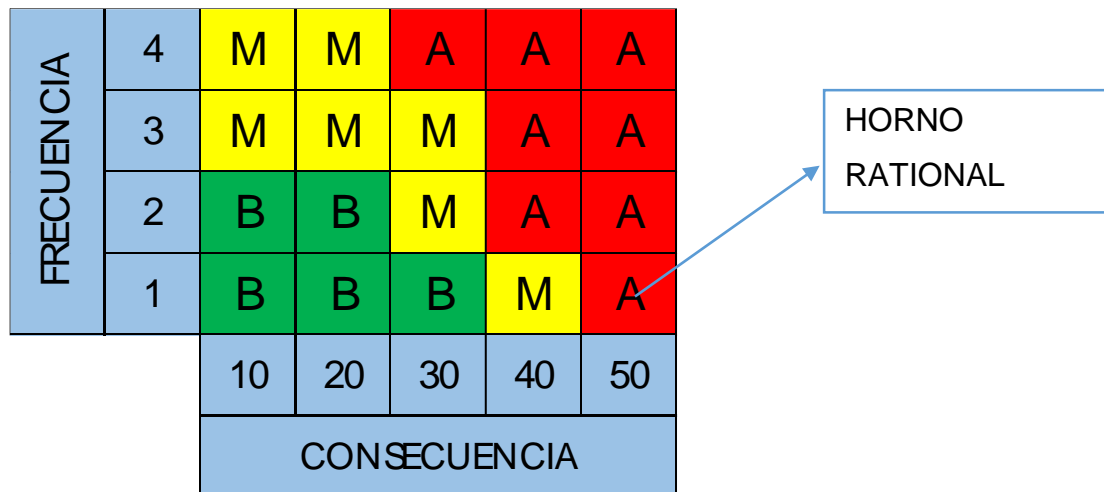 FRECUENCIA
4 M M A A A
3 M M M A A
2 B B M A A
1 B B B M A
10 20 30 40 50
CONSECUENCIA
HORNO
RATIONAL